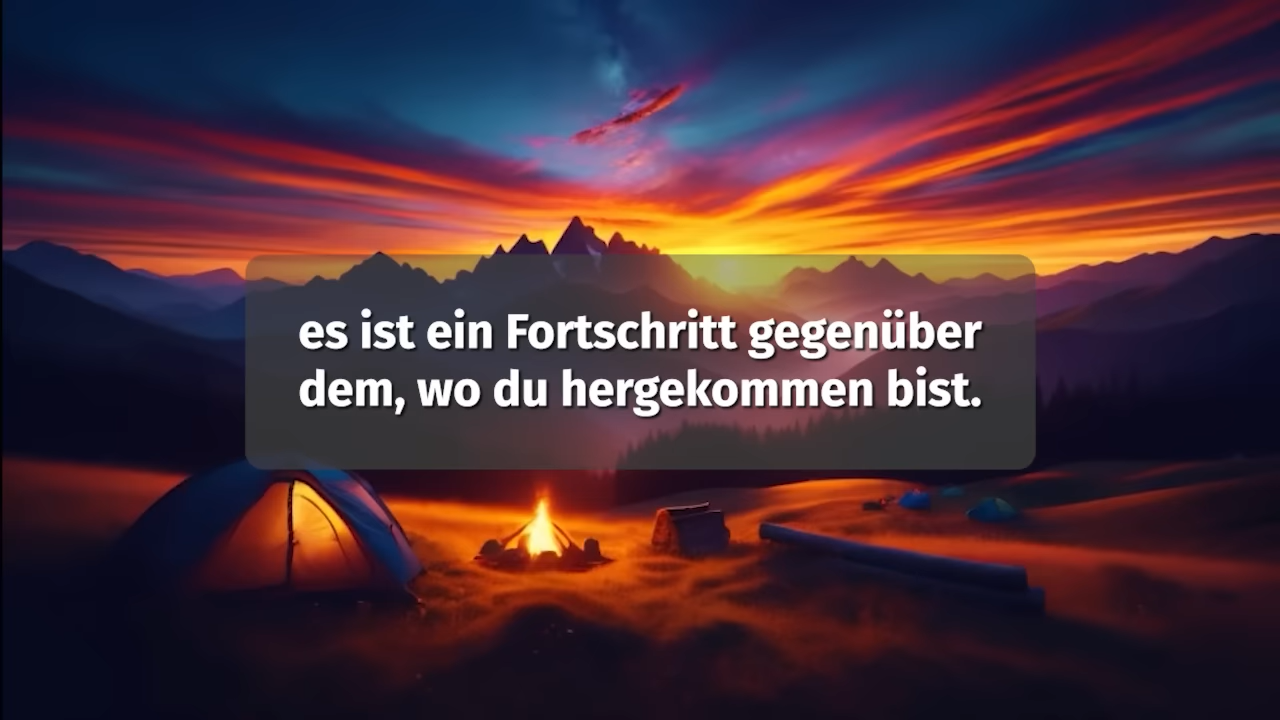 es ist ein Fortschritt gegenüber
dem, wo du hergekommen bist.